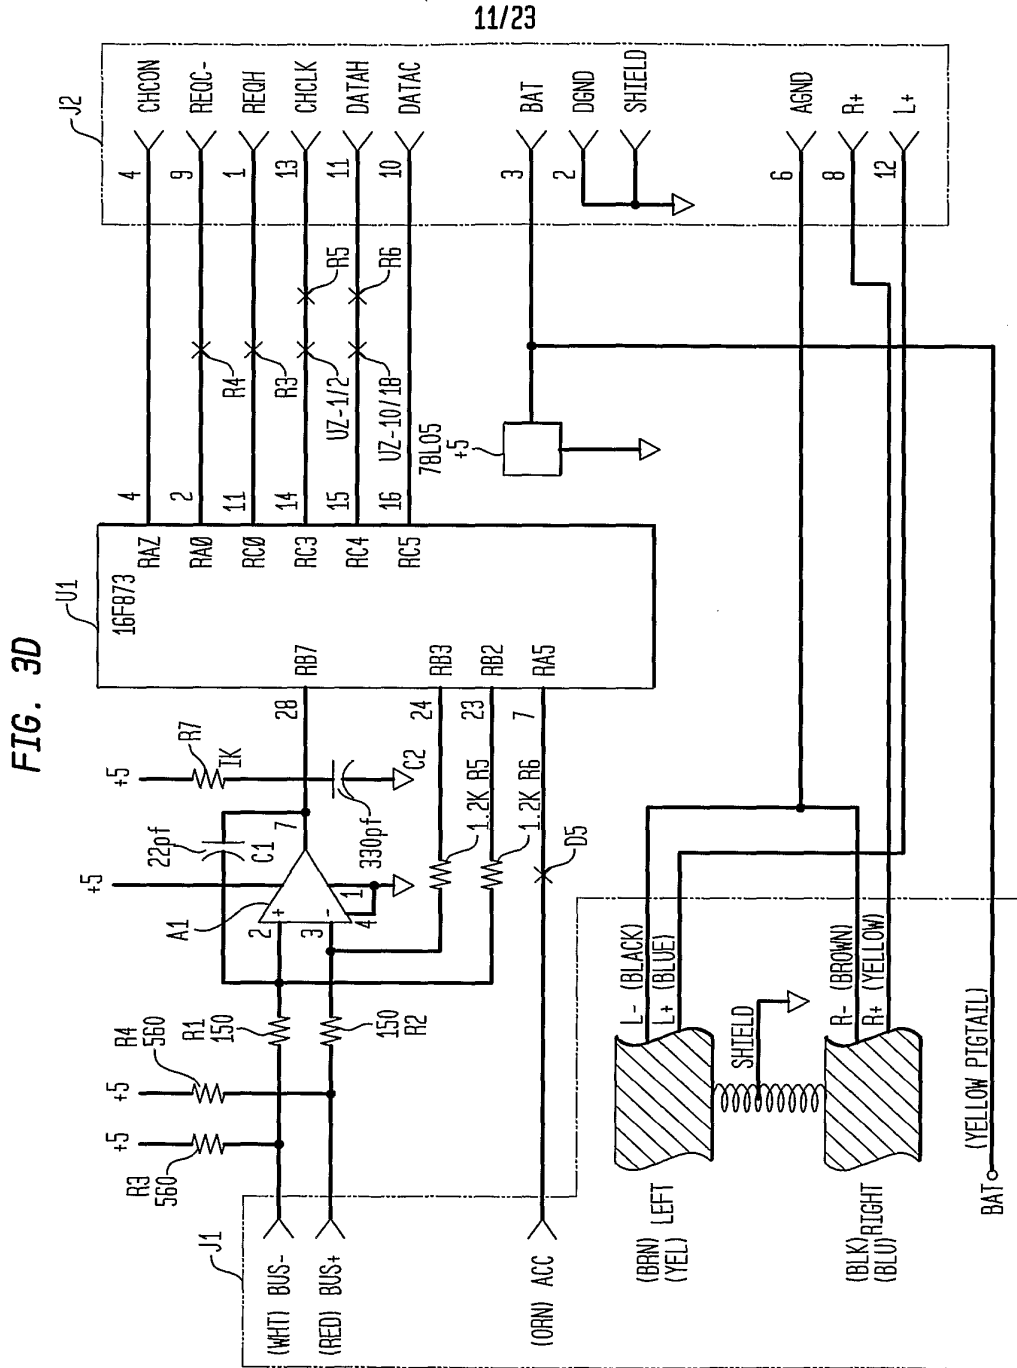 11/23
FIG. 3D
J2
4 CHCON
9 REQC-
1 REQH
13 CHCLK
11 DATAH
10 DATAC
3 BAT
2 DGND
SHIELD
6 AGND
8 R+
12 L+
R4
R3
R5
UZ-1/2
R6
UZ-10/18
78L05
+5
U1
16F873
4 RAZ
2 RA0
11 RC0
14 RC3
15 RC4
16 RC5
RB7 28
RB3 24
RB2 23
RA5 7
+5
R7
1K
330pf
C2
22pf
C1
+5
A1
2 +
3 -
7
1
4
1.2K R5
1.2K R6
D5
R1
150
150
R2
+5
R4
560
+5
R3
560
J1
(WHT) BUS-
(RED) BUS+
(ORN) ACC
L- (BLACK)
L+ (BLUE)
SHIELD
R- (BROWN)
R+ (YELLOW)
(BRN) LEFT
(YEL)
(BLK) RIGHT
(BLU)
(YELLOW PIGTAIL)
BAT